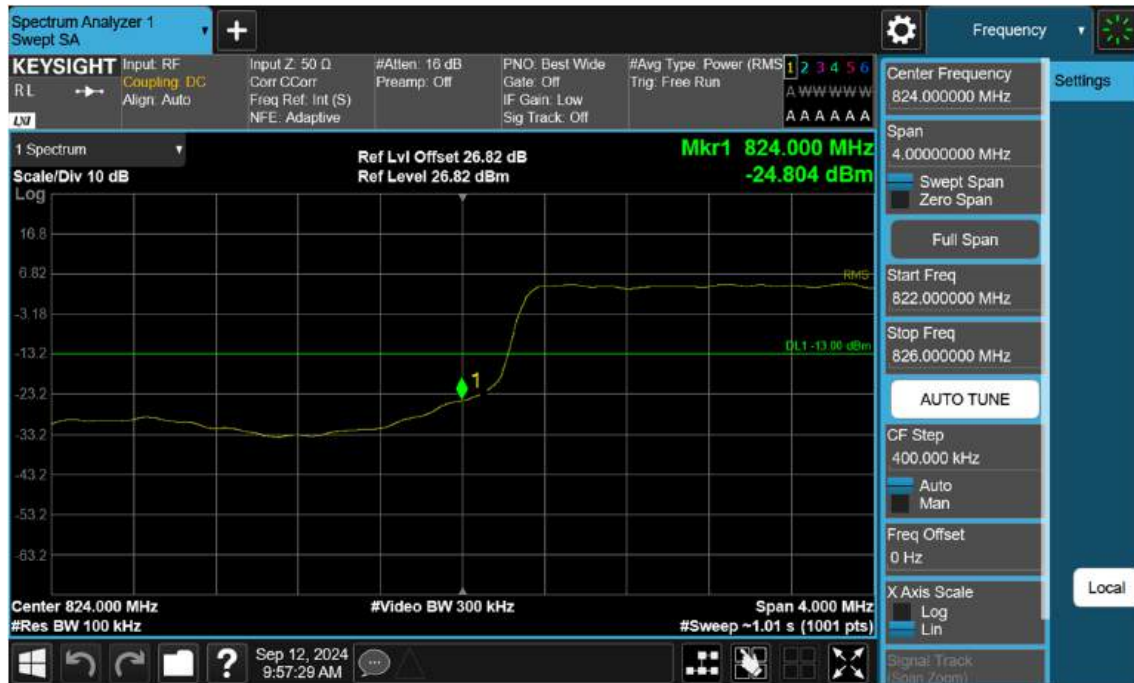 Spectrum Analyzer 1
Swept SA
Frequency
KEYSIGHT
RL
LXI
Input: RF
Coupling: DC
Align: Auto
Input Z: 50 Ω
Corr CCorr
Freq Ref: Int (S)
NFE: Adaptive
#Atten: 16 dB
Preamp: Off
PNO: Best Wide
Gate: Off
IF Gain: Low
Sig Track: Off
#Avg Type: Power (RMS
Trig: Free Run
1 2 3 4 5 6
A W W W W W
A A A A A A
1 Spectrum
Scale/Div 10 dB
Log
Ref Lvl Offset 26.82 dB
Ref Level 26.82 dBm
Mkr1 824.000 MHz
-24.804 dBm
16.8
6.82
-3.18
-13.2
-23.2
-33.2
-43.2
-53.2
-63.2
RMS
DL1 -13.00 dBm
1
Center 824.000 MHz
#Res BW 100 kHz
#Video BW 300 kHz
Span 4.000 MHz
#Sweep ~1.01 s (1001 pts)
Center Frequency
824.000000 MHz
Settings
Span
4.00000000 MHz
Swept Span
Zero Span
Full Span
Start Freq
822.000000 MHz
Stop Freq
826.000000 MHz
AUTO TUNE
CF Step
400.000 kHz
Auto
Man
Freq Offset
0 Hz
X Axis Scale
Log
Lin
Local
Signal Track
(Span Zoom)
?
Sep 12, 2024
9:57:29 AM